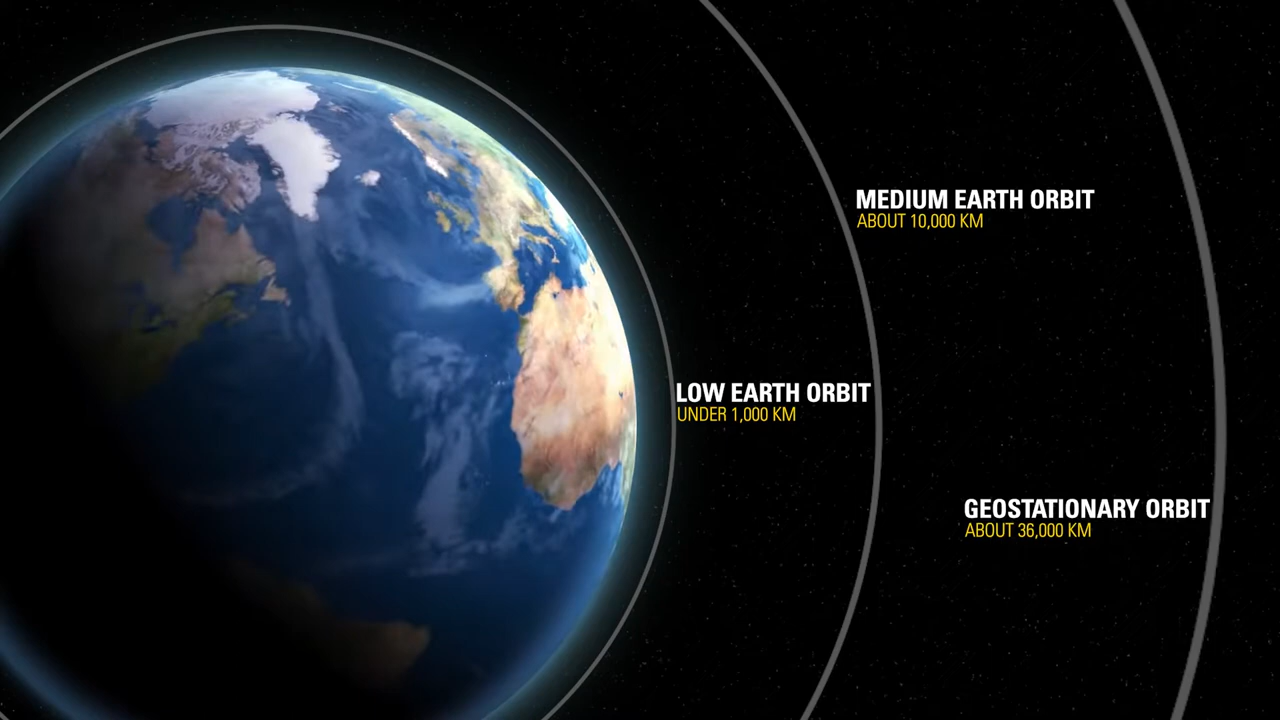 MEDIUM EARTH ORBIT
ABOUT 10,000 KM
LOW EARTH ORBIT
UNDER 1,000 KM
GEOSTATIONARY ORBIT
ABOUT 36,000 KM